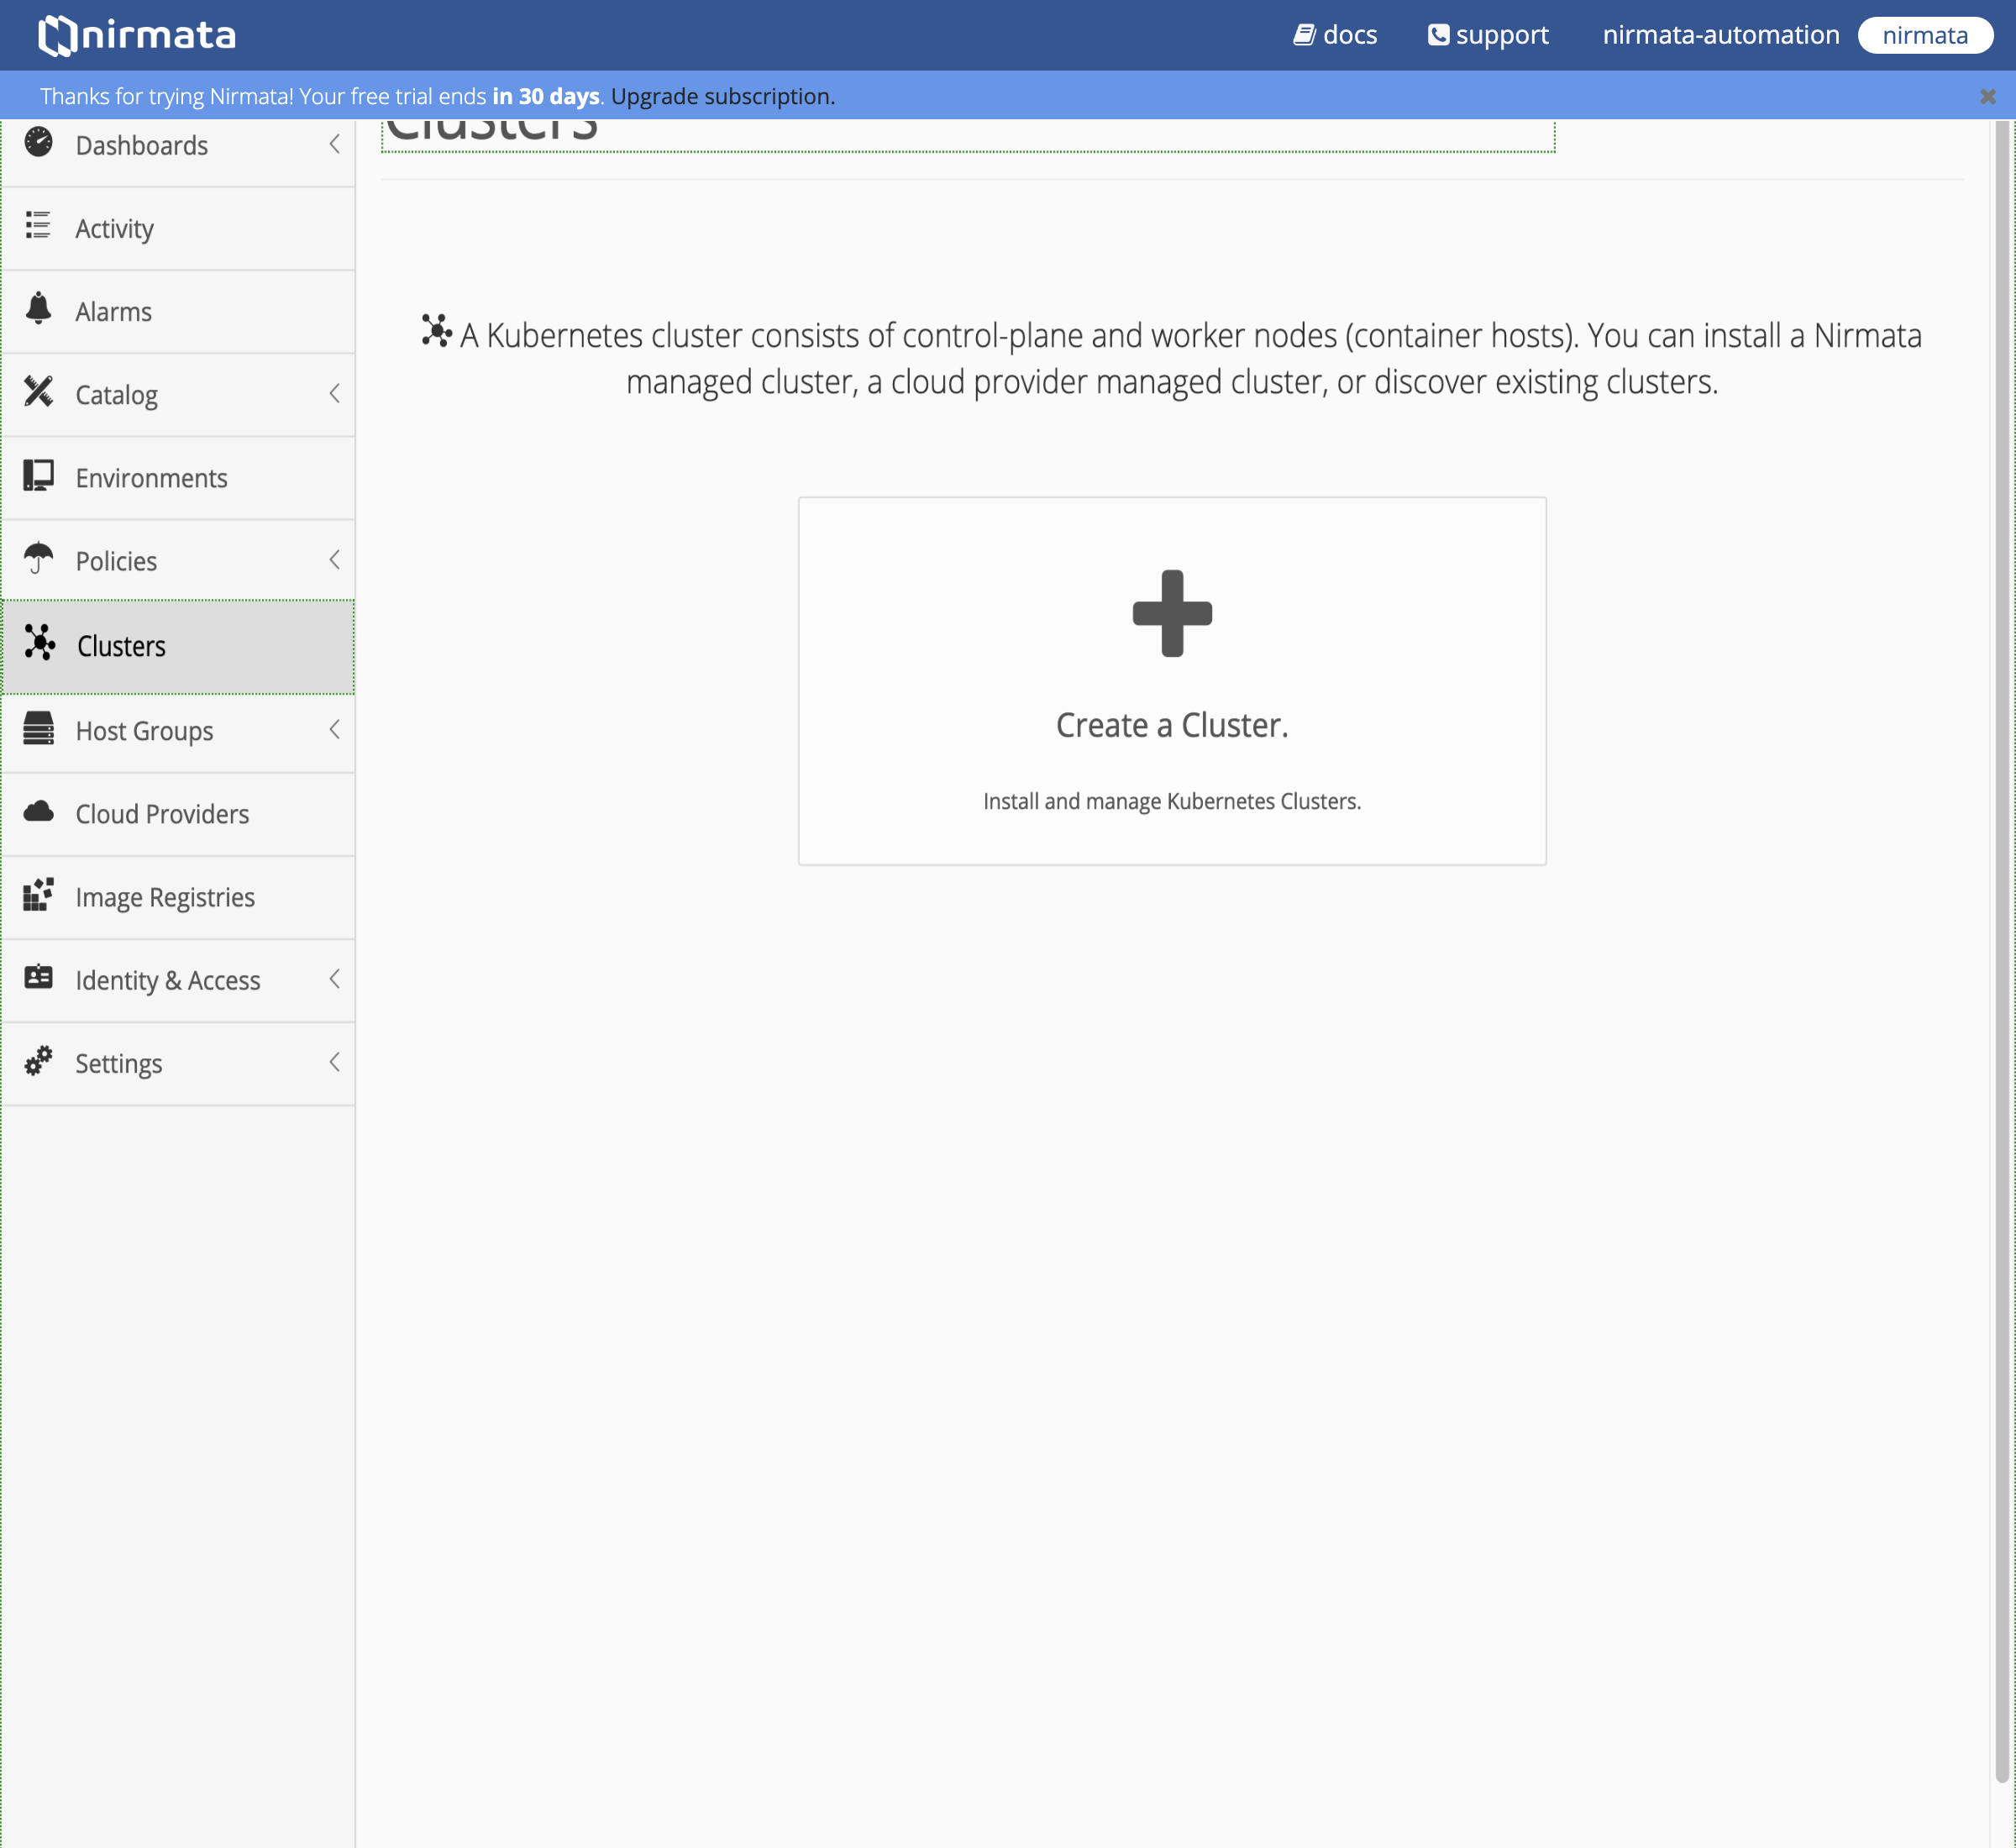 nirmata
docs
support
nirmata-automation
nirmata
Thanks for trying Nirmata! Your free trial ends in 30 days. Upgrade subscription.
Clusters
Dashboards
Activity
Alarms
Catalog
Environments
Policies
Clusters
Host Groups
Cloud Providers
Image Registries
Identity & Access
Settings
A Kubernetes cluster consists of control-plane and worker nodes (container hosts). You can install a Nirmata
managed cluster, a cloud provider managed cluster, or discover existing clusters.
Create a Cluster.
Install and manage Kubernetes Clusters.